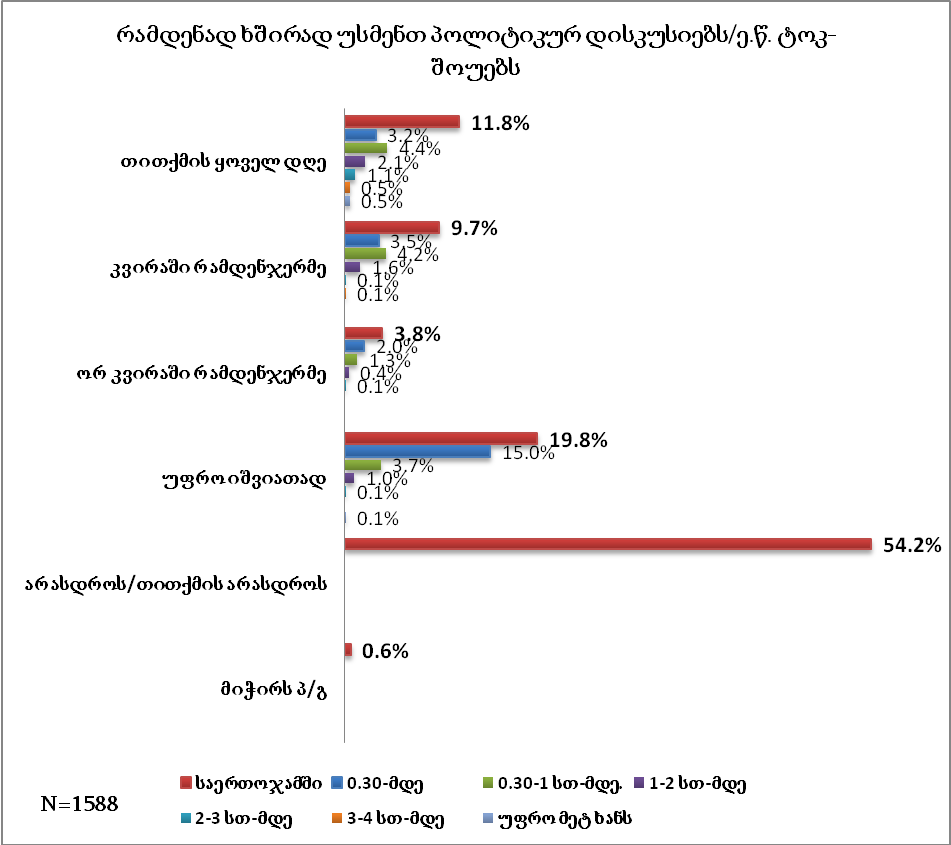 რამდენად ხშირად უსმენთ პოლიტიკურ დისკუსიებს/ე.წ. ტოკ-
შოუებს
11.8%
3.2%
4.4%
თითქმის ყოველ დღე
2.1%
1.1%
0.5%
0.5%
9.7%
3.5%
4.2%
კვირაში რამდენჯერმე
1.6%
0.1%
0.1%
3.8%
2.0%
1.3%
ორ კვირაში რამდენჯერმე
0.4%
0.1%
19.8%
15.0%
3.7%
უფრო იშვიათად
1.0%
0.1%
0.1%
54.2%
არასდროს/თითქმის არასდროს
0.6%
მიჭირს პ/გ
საერთოჯამში
0.30-მდე
0.30-1 სთ-მდე.
1-2 სთ-მდე
N=1588
2-3 სთ-მდე
3-4 სთ-მდე
უფრო მეტ ხანს